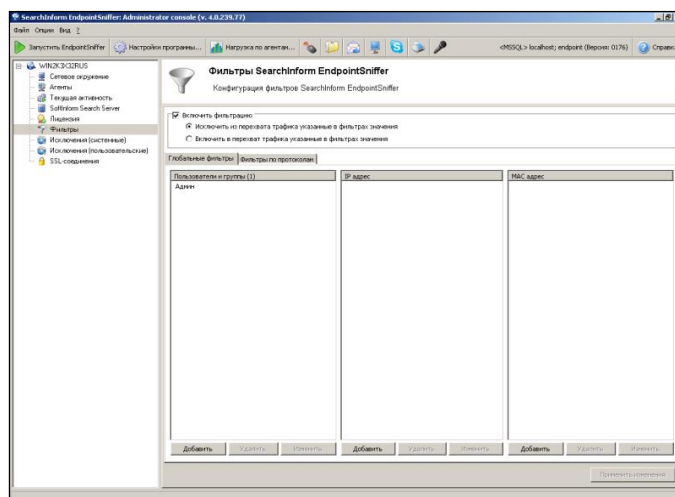 SearchInform EndpointSniffer: Administrator console (v. 4.0.239.77)
Файл Опции Вид ?
Запустить EndpointSniffer Настройки программы... Нагрузка по агентам... <MSSQL> localhost; endpoint (Версия: 0176) Справка
WIN2K3X32RUS
Сетевое окружение
Агенты
Текущая активность
SoftInform Search Server
Лицензия
Фильтры
Исключения (системные)
Исключения (пользовательские)
SSL-соединения
Фильтры SearchInform EndpointSniffer
Конфигурация фильтров SearchInform EndpointSniffer
Включить фильтрацию
Исключить из перехвата трафика указанные в фильтрах значения
Включить в перехват трафика указанные в фильтрах значения
Глобальные фильтры Фильтры по протоколам
Пользователи и группы (1) IP адрес MAC адрес
Админ
Добавить Удалить Изменить Добавить Удалить Изменить Добавить Удалить Изменить
Применить изменения